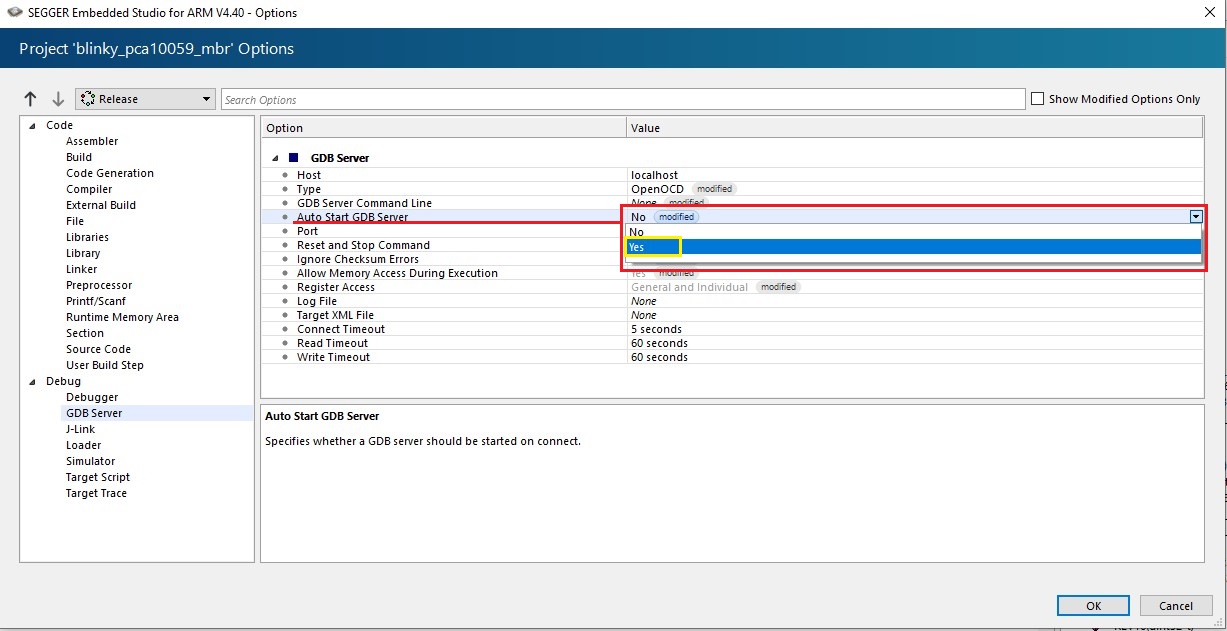 SEGGER Embedded Studio for ARM V4.40 - Options
Project 'blinky_pca10059_mbr' Options
Release
Search Options
Show Modified Options Only
Code
Assembler
Build
Code Generation
Compiler
External Build
File
Libraries
Library
Linker
Preprocessor
Printf/Scanf
Runtime Memory Area
Section
Source Code
User Build Step
Debug
Debugger
GDB Server
J-Link
Loader
Simulator
Target Script
Target Trace
Option Value
GDB Server
Host localhost
Type OpenOCD modified
GDB Server Command Line None modified
Auto Start GDB Server No modified
No
Yes
Port
Reset and Stop Command
Ignore Checksum Errors
Allow Memory Access During Execution Yes modified
Register Access General and Individual modified
Log File None
Target XML File None
Connect Timeout 5 seconds
Read Timeout 60 seconds
Write Timeout 60 seconds
Auto Start GDB Server
Specifies whether a GDB server should be started on connect.
OK Cancel